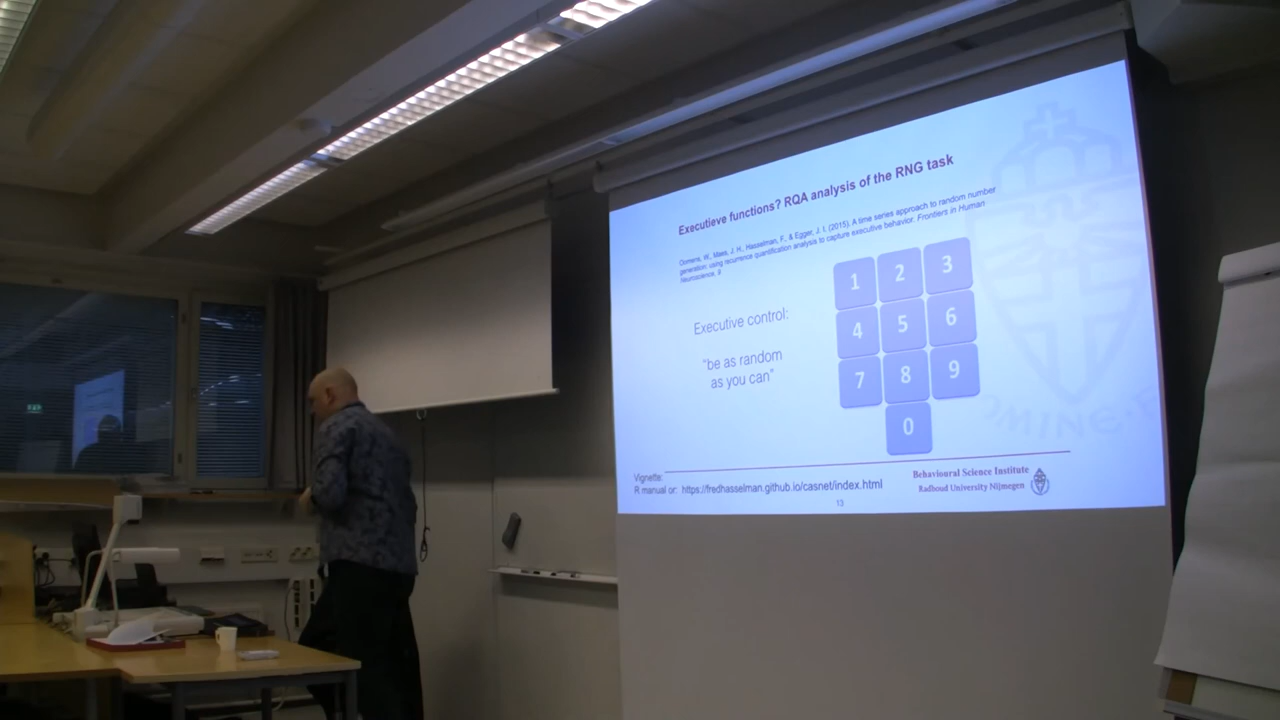 Executieve functions? RQA analysis of the RNG task
Oomens, W., Maes, J. H., Hasselman, F., & Egger, J. I. (2015). A time series approach to random number
generation: using recurrence quantification analysis to capture executive behavior. Frontiers in Human
Neuroscience, 9
Executive control:
"be as random
as you can"
1 2 3
4 5 6
7 8 9
0
Vignette:
R manual or: https://fredhasselman.github.io/casnet/index.html
Behavioural Science Institute
Radboud University Nijmegen
13